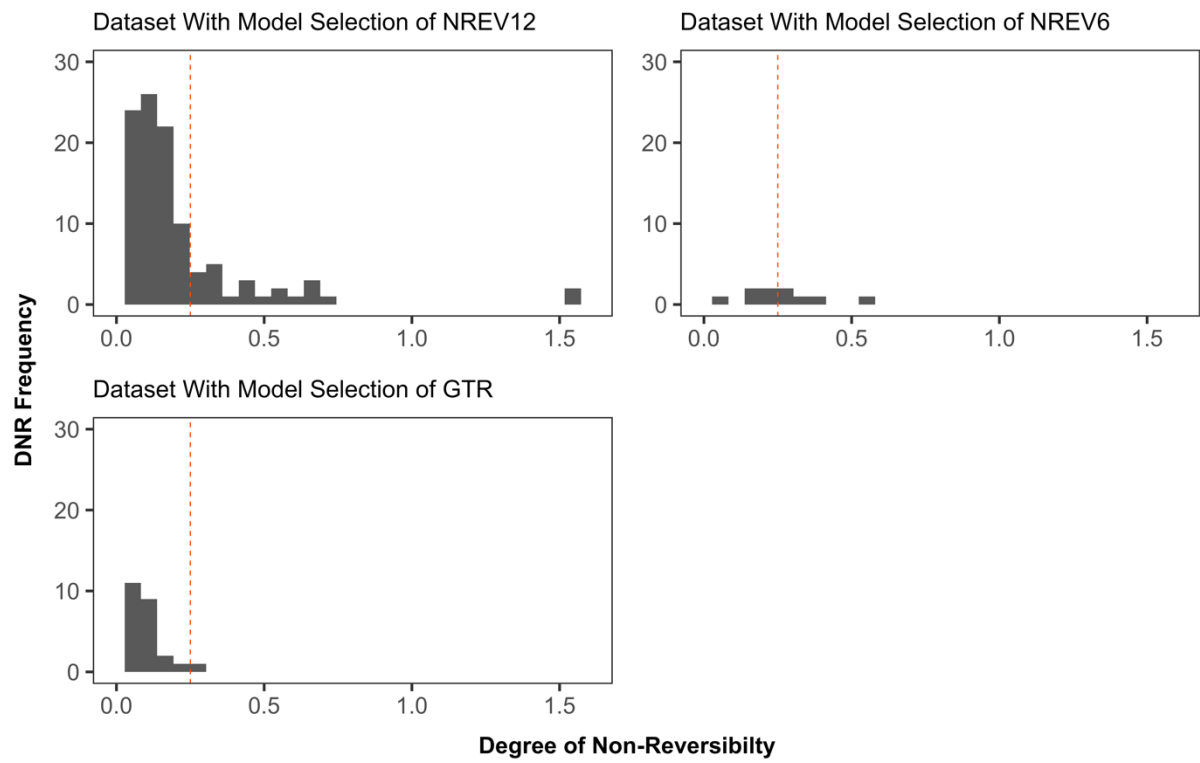 Dataset With Model Selection of NREV12
Dataset With Model Selection of NREV6
30
20
10
0
0.0 0.5 1.0 1.5
30
20
10
0
0.0 0.5 1.0 1.5
Dataset With Model Selection of GTR
30
20
10
0
0.0 0.5 1.0 1.5
DNR Frequency
Degree of Non-Reversibilty